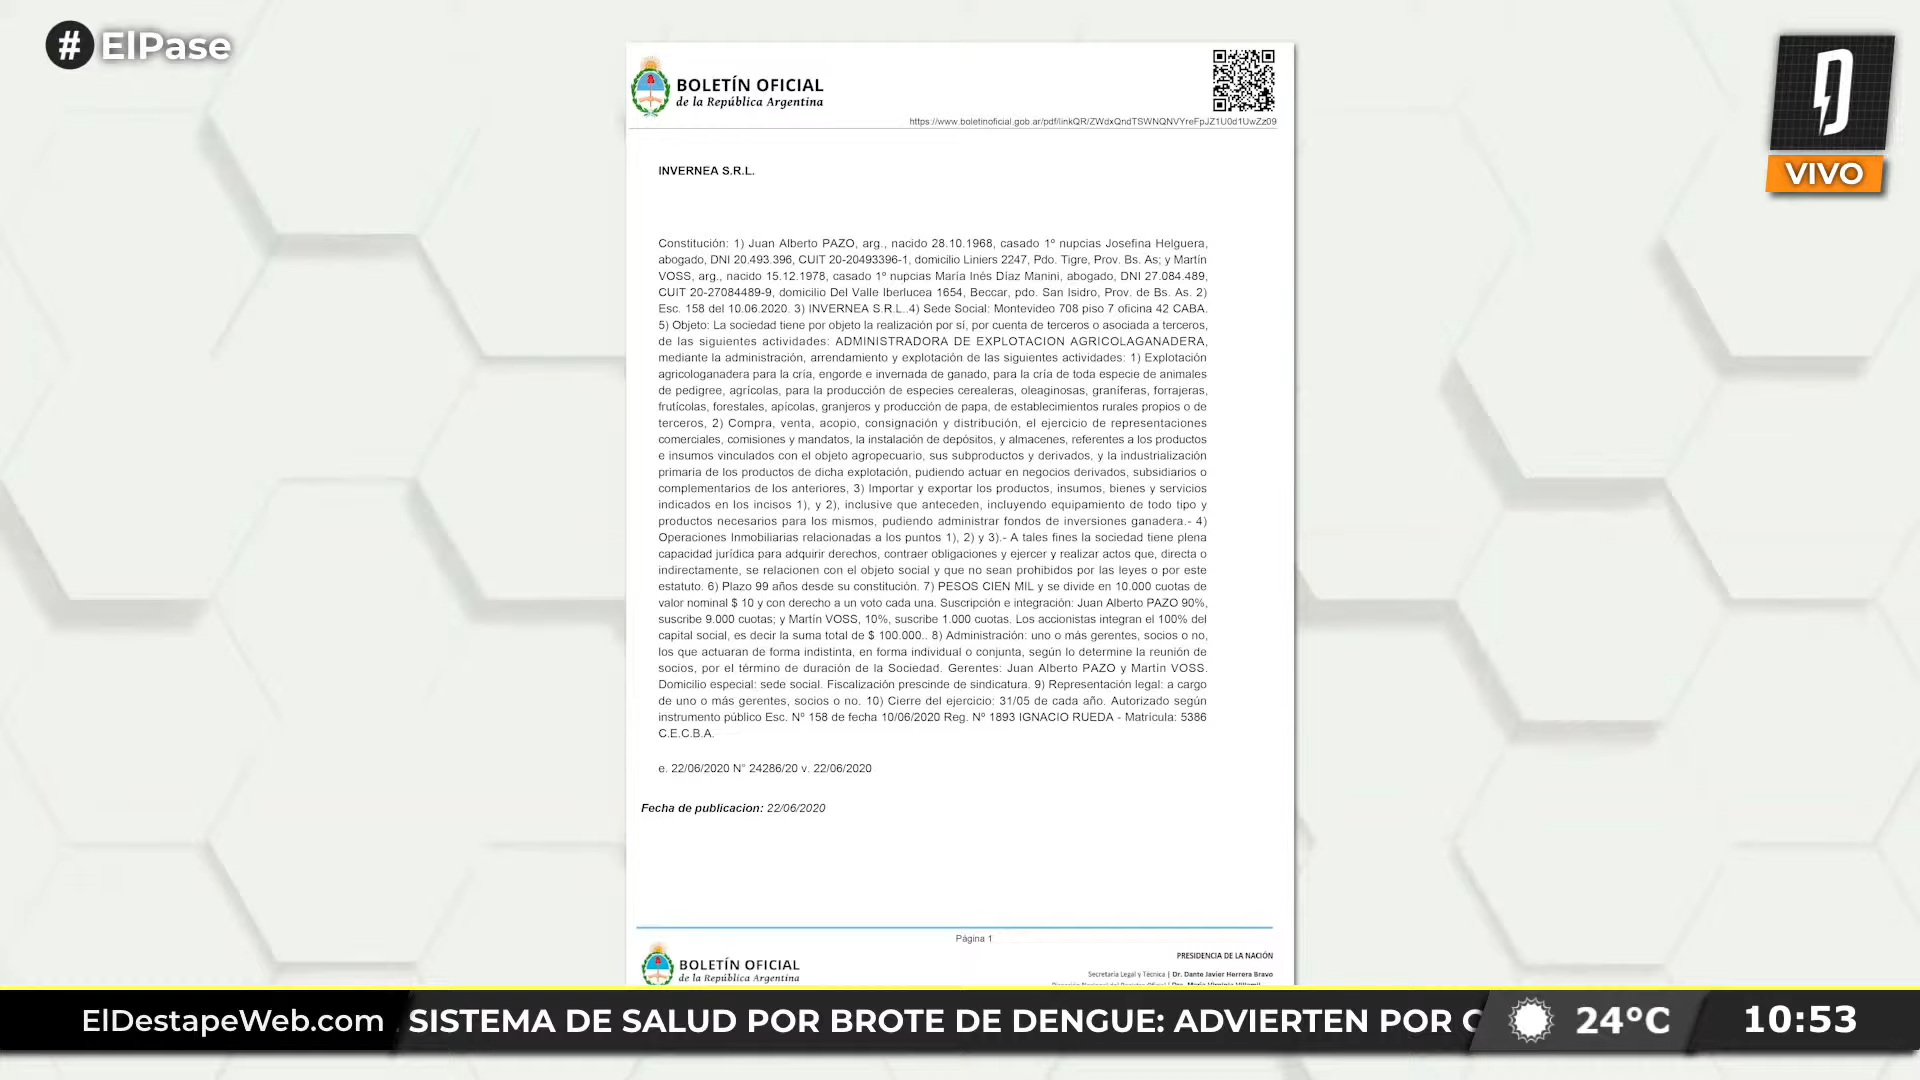 # ElPase
BOLETÍN OFICIAL
de la República Argentina
https://www.boletinoficial.gob.ar/pdf/linkQR/ZWdxQndTSWNQNVYreFpJZ1U0d1UwZz09
VIVO
INVERNEA S.R.L.
Constitución: 1) Juan Alberto PAZO, arg., nacido 28.10.1968, casado 1º nupcias Josefina Helguera,
abogado, DNI 20.493.396, CUIT 20-20493396-1, domicilio Liniers 2247, Pdo. Tigre, Prov. Bs. As; y Martín
VOSS, arg., nacido 15.12.1978, casado 1º nupcias María Inés Díaz Manini, abogado, DNI 27.084.489,
CUIT 20-27084489-9, domicilio Del Valle Iberlucea 1654, Beccar, pdo. San Isidro, Prov. de Bs. As. 2)
Esc. 158 del 10.06.2020. 3) INVERNEA S.R.L..4) Sede Social: Montevideo 708 piso 7 oficina 42 CABA.
5) Objeto: La sociedad tiene por objeto la realización por sí, por cuenta de terceros o asociada a terceros,
de las siguientes actividades: ADMINISTRADORA DE EXPLOTACION AGRICOLAGANADERA,
mediante la administración, arrendamiento y explotación de las siguientes actividades: 1) Explotación
agricologanadera para la cría, engorde e invernada de ganado, para la cría de toda especie de animales
de pedigree, agrícolas, para la producción de especies cerealeras, oleaginosas, graníferas, forrajeras,
frutícolas, forestales, apícolas, granjeros y producción de papa, de establecimientos rurales propios o de
terceros, 2) Compra, venta, acopio, consignación y distribución, el ejercicio de representaciones
comerciales, comisiones y mandatos, la instalación de depósitos, y almacenes, referentes a los productos
e insumos vinculados con el objeto agropecuario, sus subproductos y derivados, y la industrialización
primaria de los productos de dicha explotación, pudiendo actuar en negocios derivados, subsidiarios o
complementarios de los anteriores, 3) Importar y exportar los productos, insumos, bienes y servicios
indicados en los incisos 1), y 2), inclusive que anteceden, incluyendo equipamiento de todo tipo y
productos necesarios para los mismos, pudiendo administrar fondos de inversiones ganadera.- 4)
Operaciones Inmobiliarias relacionadas a los puntos 1), 2) y 3).- A tales fines la sociedad tiene plena
capacidad jurídica para adquirir derechos, contraer obligaciones y ejercer y realizar actos que, directa o
indirectamente, se relacionen con el objeto social y que no sean prohibidos por las leyes o por este
estatuto. 6) Plazo 99 años desde su constitución. 7) PESOS CIEN MIL y se divide en 10.000 cuotas de
valor nominal $ 10 y con derecho a un voto cada una. Suscripción e integración: Juan Alberto PAZO 90%,
suscribe 9.000 cuotas; y Martín VOSS, 10%, suscribe 1.000 cuotas. Los accionistas integran el 100% del
capital social, es decir la suma total de $ 100.000.. 8) Administración: uno o más gerentes, socios o no,
los que actuaran de forma indistinta, en forma individual o conjunta, según lo determine la reunión de
socios, por el término de duración de la Sociedad. Gerentes: Juan Alberto PAZO y Martín VOSS.
Domicilio especial: sede social. Fiscalización prescinde de sindicatura. 9) Representación legal: a cargo
de uno o más gerentes, socios o no. 10) Cierre del ejercicio: 31/05 de cada año. Autorizado según
instrumento público Esc. Nº 158 de fecha 10/06/2020 Reg. Nº 1893 IGNACIO RUEDA - Matrícula: 5386
C.E.C.B.A.
e. 22/06/2020 N° 24286/20 v. 22/06/2020
Fecha de publicacion: 22/06/2020
Página 1
BOLETÍN OFICIAL
de la República Argentina
PRESIDENCIA DE LA NACIÓN
Secretaría Legal y Técnica | Dr. Dante Javier Herrera Bravo
ElDestapeWeb.com SISTEMA DE SALUD POR BROTE DE DENGUE: ADVIERTEN POR 24°C 10:53